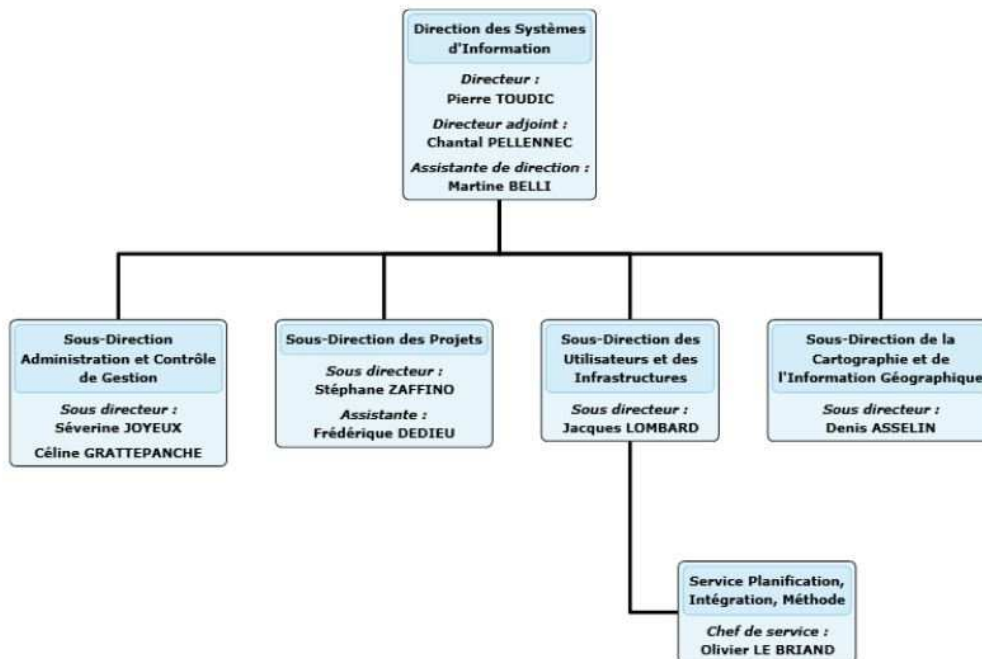 Direction des Systèmes
d'Information
Directeur :
Pierre TOUDIC
Directeur adjoint :
Chantal PELLENNEC
Assistante de direction :
Martine BELLI
Sous-Direction
Administration et Contrôle
de Gestion
Sous directeur :
Séverine JOYEUX
Céline GRATTEPANCHE
Sous-Direction des Projets
Sous directeur :
Stéphane ZAFFINO
Assistante :
Frédérique DEDIEU
Sous-Direction des
Utilisateurs et des
Infrastructures
Sous directeur :
Jacques LOMBARD
Sous-Direction de la
Cartographie et de
l'Information Géographique
Sous directeur :
Denis ASSELIN
Service Planification,
Intégration, Méthode
Chef de service :
Olivier LE BRIAND